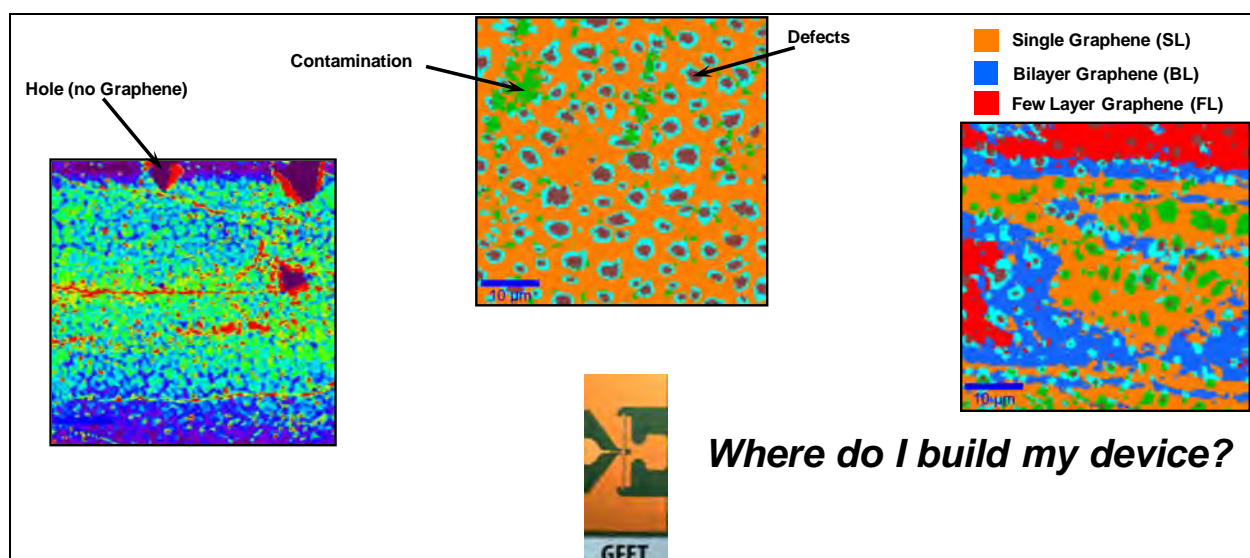 Contamination
Defects
Hole (no Graphene)
Single Graphene (SL)
Bilayer Graphene (BL)
Few Layer Graphene (FL)
10 µm
10 µm
Where do I build my device?
GFET